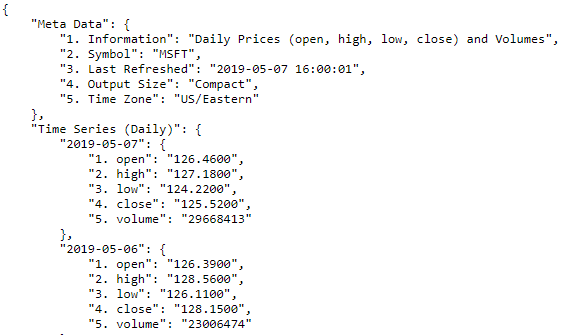 {
    "Meta Data": {
        "1. Information": "Daily Prices (open, high, low, close) and Volumes",
        "2. Symbol": "MSFT",
        "3. Last Refreshed": "2019-05-07 16:00:01",
        "4. Output Size": "Compact",
        "5. Time Zone": "US/Eastern"
    },
    "Time Series (Daily)": {
        "2019-05-07": {
            "1. open": "126.4600",
            "2. high": "127.1800",
            "3. low": "124.2200",
            "4. close": "125.5200",
            "5. volume": "29668413"
        },
        "2019-05-06": {
            "1. open": "126.3900",
            "2. high": "128.5600",
            "3. low": "126.1100",
            "4. close": "128.1500",
            "5. volume": "23006474"